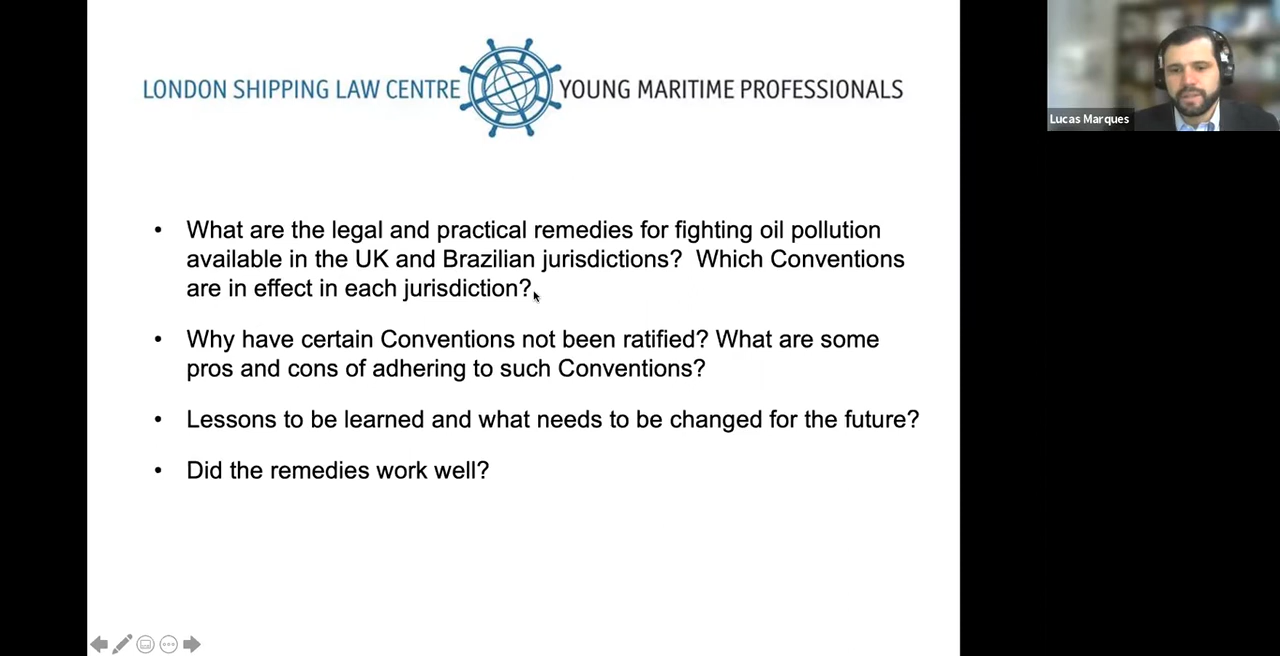 LONDON SHIPPING LAW CENTRE YOUNG MARITIME PROFESSIONALS
Lucas Marques
• What are the legal and practical remedies for fighting oil pollution
available in the UK and Brazilian jurisdictions?  Which Conventions
are in effect in each jurisdiction?
• Why have certain Conventions not been ratified? What are some
pros and cons of adhering to such Conventions?
• Lessons to be learned and what needs to be changed for the future?
• Did the remedies work well?